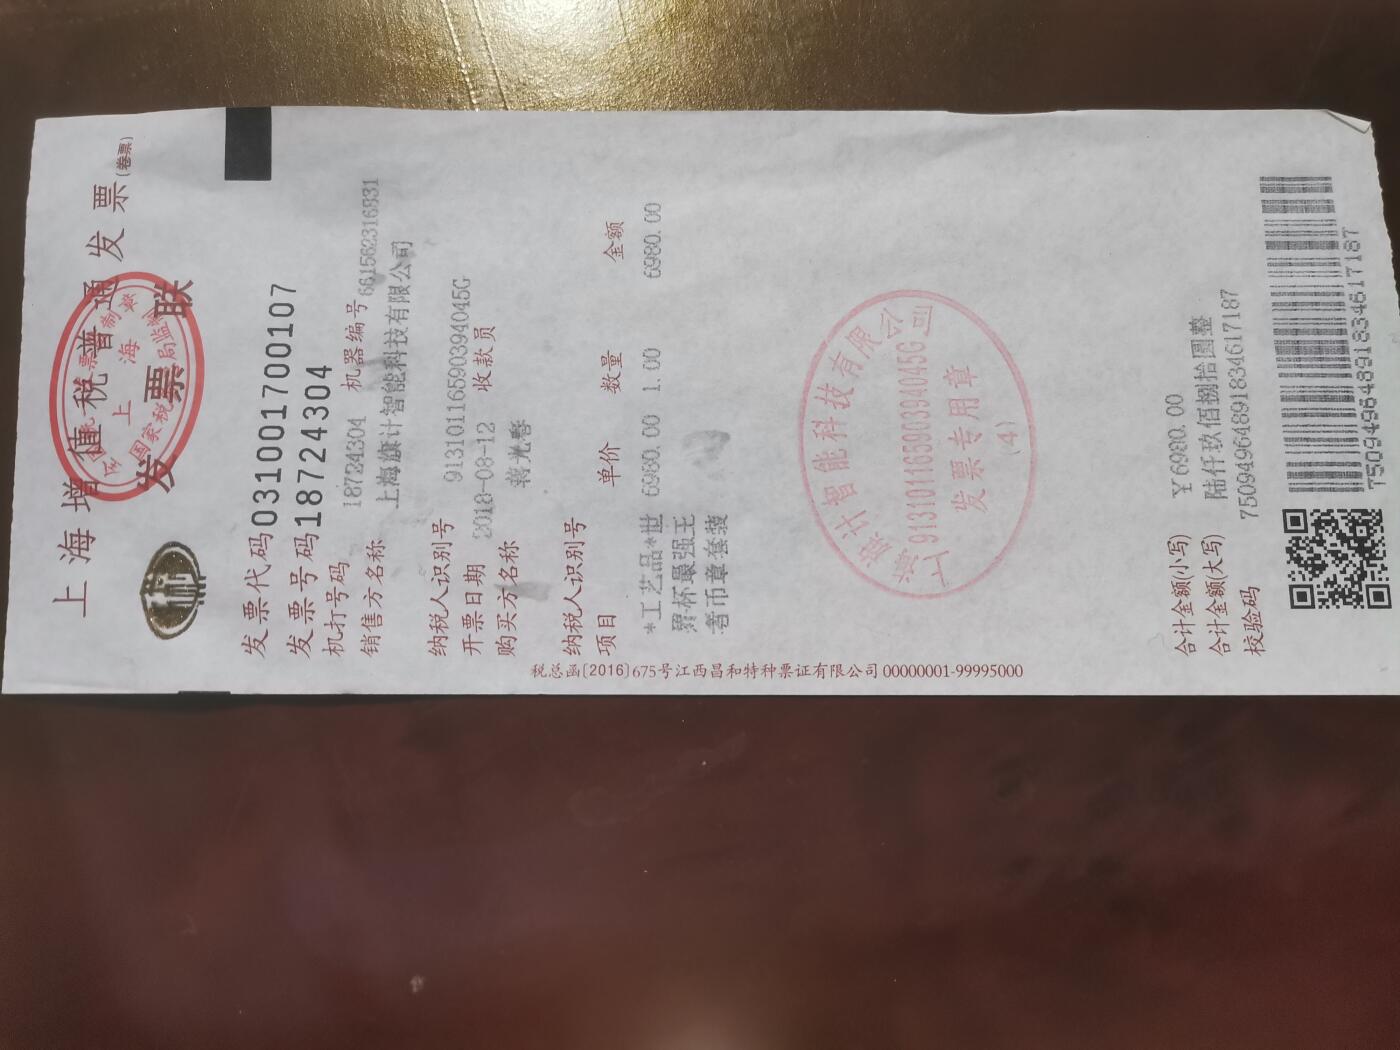 上海增值税普通发票(卷票)
发票联
发票代码031001700107
发票号码18724304
机打号码 18724304 机器编号 661562316831
销售方名称 上海旗计智能科技有限公司
纳税人识别号 91310116590394045G
开票日期 2018-08-12 收款员
购买方名称
纳税人识别号
项目 单价 数量 金额
*工艺品*世 6980.00 1.00 6980.00
界杯最强王
者币章套装
上海旗计智能科技有限公司
91310116590394045G
发票专用章
(4)
合计金额(小写) ￥6980.00
合计金额(大写) 陆仟玖佰捌拾圆整
校验码 75094964891834617187
75094964891834617187
税总函[2016]675号江西昌和特种票证有限公司 00000001-99995000